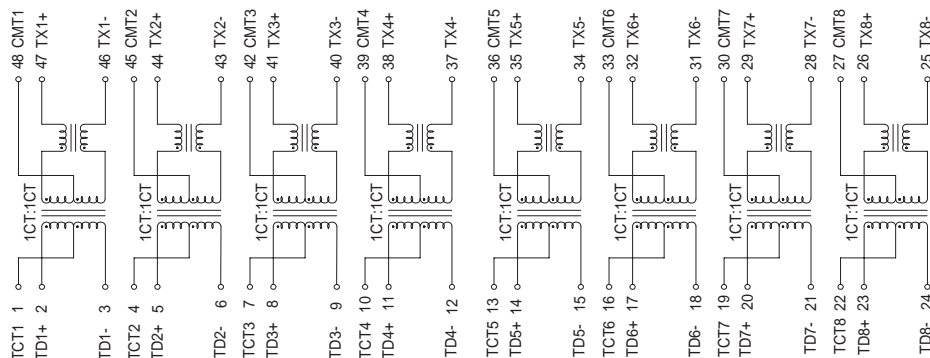 48 CMT1
47 TX1+
46 TX1-
45 CMT2
44 TX2+
43 TX2-
42 CMT3
41 TX3+
40 TX3-
39 CMT4
38 TX4+
37 TX4-
36 CMT5
35 TX5+
34 TX5-
33 CMT6
32 TX6+
31 TX6-
30 CMT7
29 TX7+
28 TX7-
27 CMT8
26 TX8+
25 TX8-
1CT:1CT
1CT:1CT
1CT:1CT
1CT:1CT
1CT:1CT
1CT:1CT
1CT:1CT
1CT:1CT
TCT1 1
TD1+ 2
TD1- 3
TCT2 4
TD2+ 5
TD2- 6
TCT3 7
TD3+ 8
TD3- 9
TCT4 10
TD4+ 11
TD4- 12
TCT5 13
TD5+ 14
TD5- 15
TCT6 16
TD6+ 17
TD6- 18
TCT7 19
TD7+ 20
TD7- 21
TCT8 22
TD8+ 23
TD8- 24